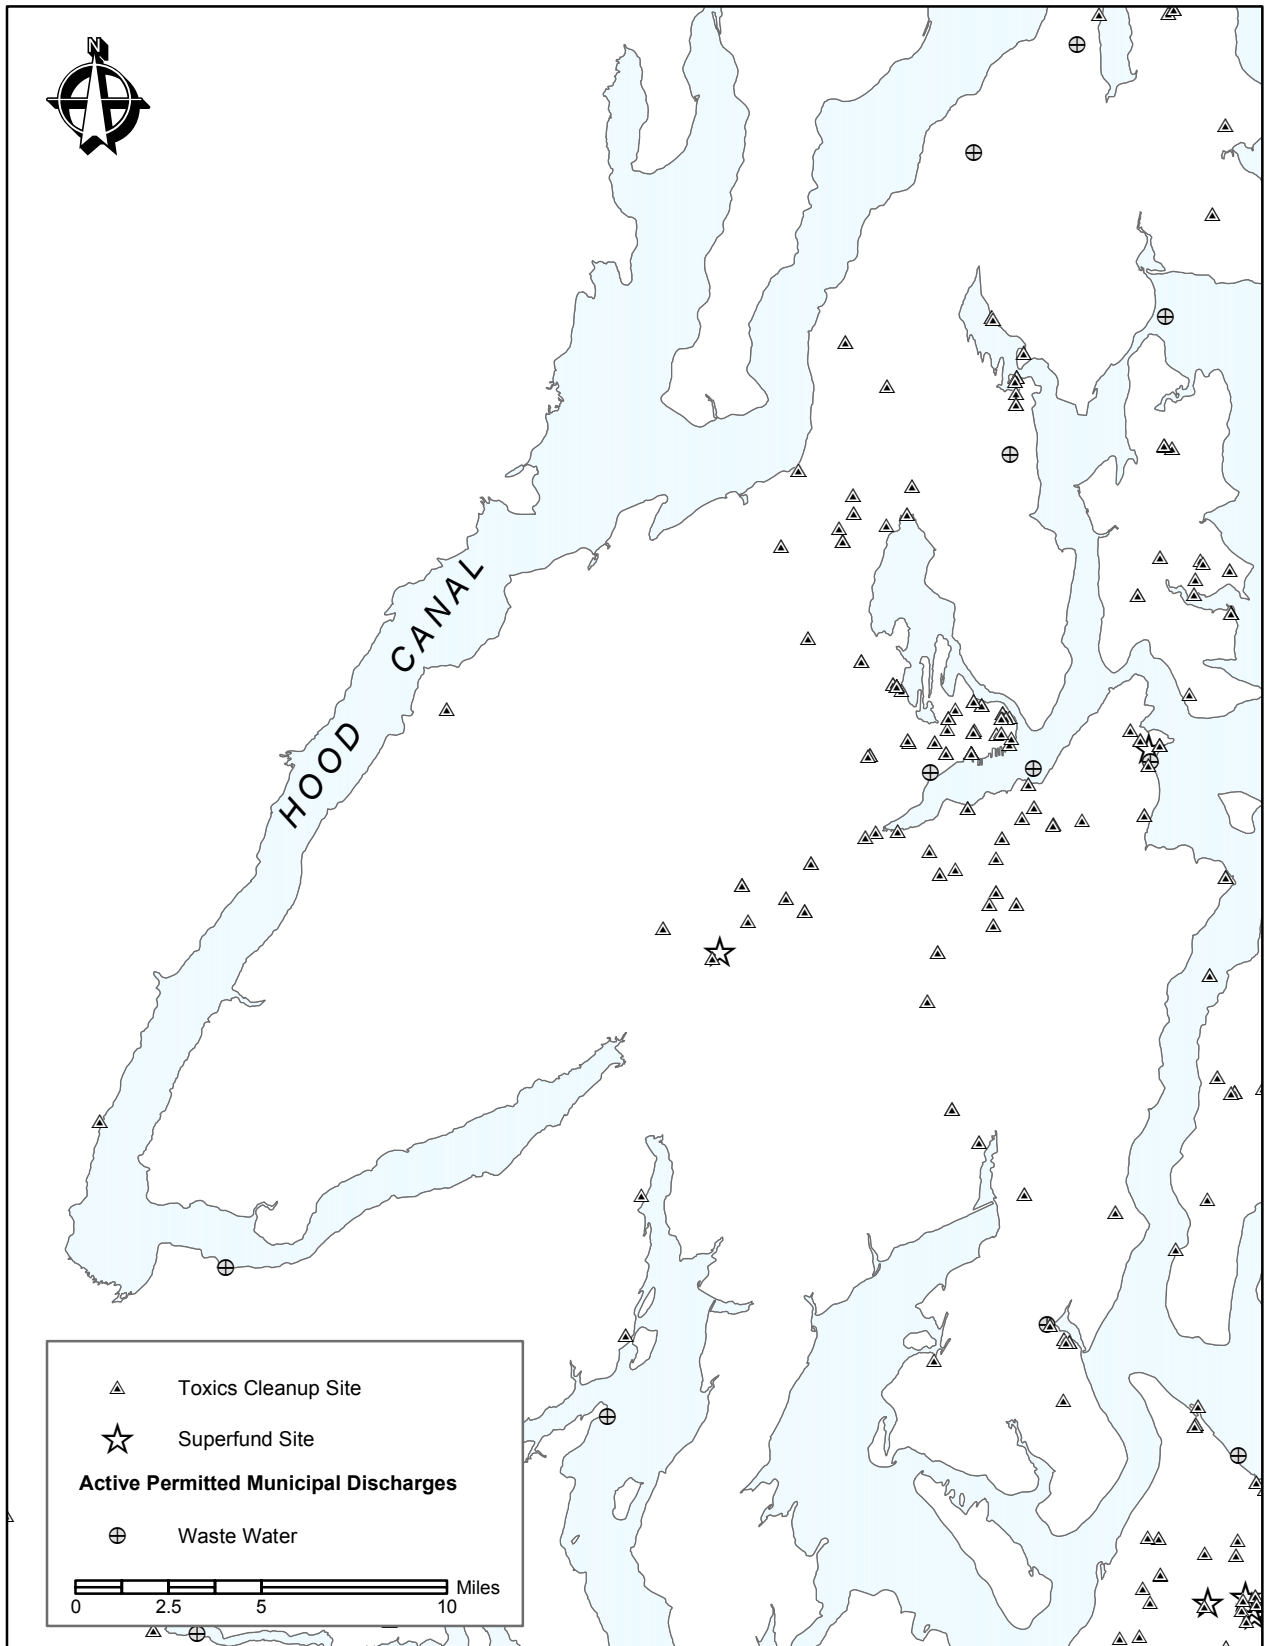 N
HOOD CANAL
Toxics Cleanup Site
Superfund Site
Active Permitted Municipal Discharges
Waste Water
Miles
0 2.5 5 10